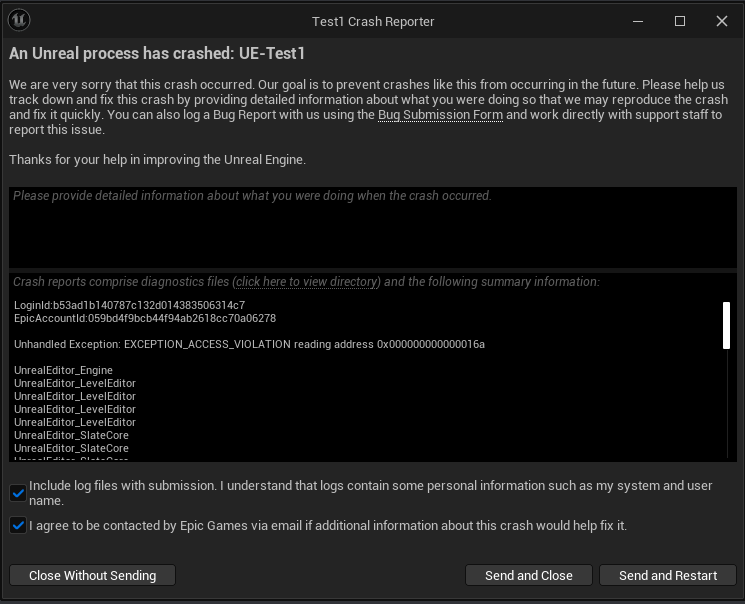 Test1 Crash Reporter
An Unreal process has crashed: UE-Test1
We are very sorry that this crash occurred. Our goal is to prevent crashes like this from occurring in the future. Please help us
track down and fix this crash by providing detailed information about what you were doing so that we may reproduce the crash
and fix it quickly. You can also log a Bug Report with us using the Bug Submission Form and work directly with support staff to
report this issue.
Thanks for your help in improving the Unreal Engine.
Please provide detailed information about what you were doing when the crash occurred.
Crash reports comprise diagnostics files (click here to view directory) and the following summary information:
LoginId:b53ad1b140787c132d014383506314c7
EpicAccountId:059bd4f9bcb44f94ab2618cc70a06278
Unhandled Exception: EXCEPTION_ACCESS_VIOLATION reading address 0x000000000000016a
UnrealEditor_Engine
UnrealEditor_LevelEditor
UnrealEditor_LevelEditor
UnrealEditor_LevelEditor
UnrealEditor_LevelEditor
UnrealEditor_SlateCore
UnrealEditor_SlateCore
UnrealEditor_SlateCore
Include log files with submission. I understand that logs contain some personal information such as my system and user
name.
I agree to be contacted by Epic Games via email if additional information about this crash would help fix it.
Close Without Sending
Send and Close
Send and Restart